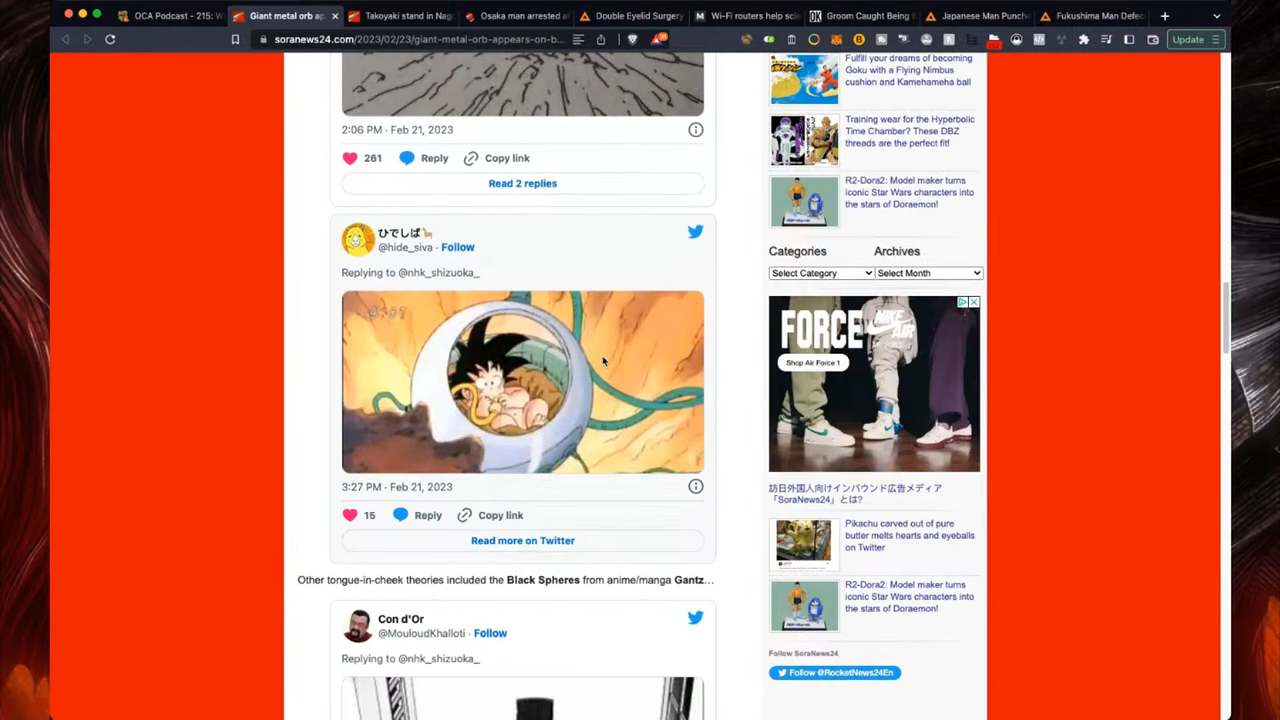 OCA Podcast - 215: W
Giant metal orb ap
Takoyaki stand in Nag
Osaka man arrested at
Double Eyelid Surgery
Wi-Fi routers help scie
Groom Caught Being
Japanese Man Punche
Fukushima Man Defec
soranews24.com/2023/02/23/giant-metal-orb-appears-on-b...
Update
2:06 PM · Feb 21, 2023
261 Reply Copy link
Read 2 replies
ひでしば
@hide_siva · Follow
Replying to @nhk_shizuoka_
3:27 PM · Feb 21, 2023
15 Reply Copy link
Read more on Twitter
Other tongue-in-cheek theories included the Black Spheres from anime/manga Gantz...
Con d'Or
@MouloudKhalloti · Follow
Replying to @nhk_shizuoka_
Fulfill your dreams of becoming
Goku with a Flying Nimbus
cushion and Kamehameha ball
Training wear for the Hyperbolic
Time Chamber? These DBZ
threads are the perfect fit!
R2-Dora2: Model maker turns
iconic Star Wars characters into
the stars of Doraemon!
Categories Archives
Select Category Select Month
FORCE
NIKE
AIR
Shop Air Force 1
訪日外国人向けインバウンド広告メディア
「SoraNews24」とは?
Pikachu carved out of pure
butter melts hearts and eyeballs
on Twitter
R2-Dora2: Model maker turns
iconic Star Wars characters into
the stars of Doraemon!
Follow SoraNews24
Follow @RocketNews24En